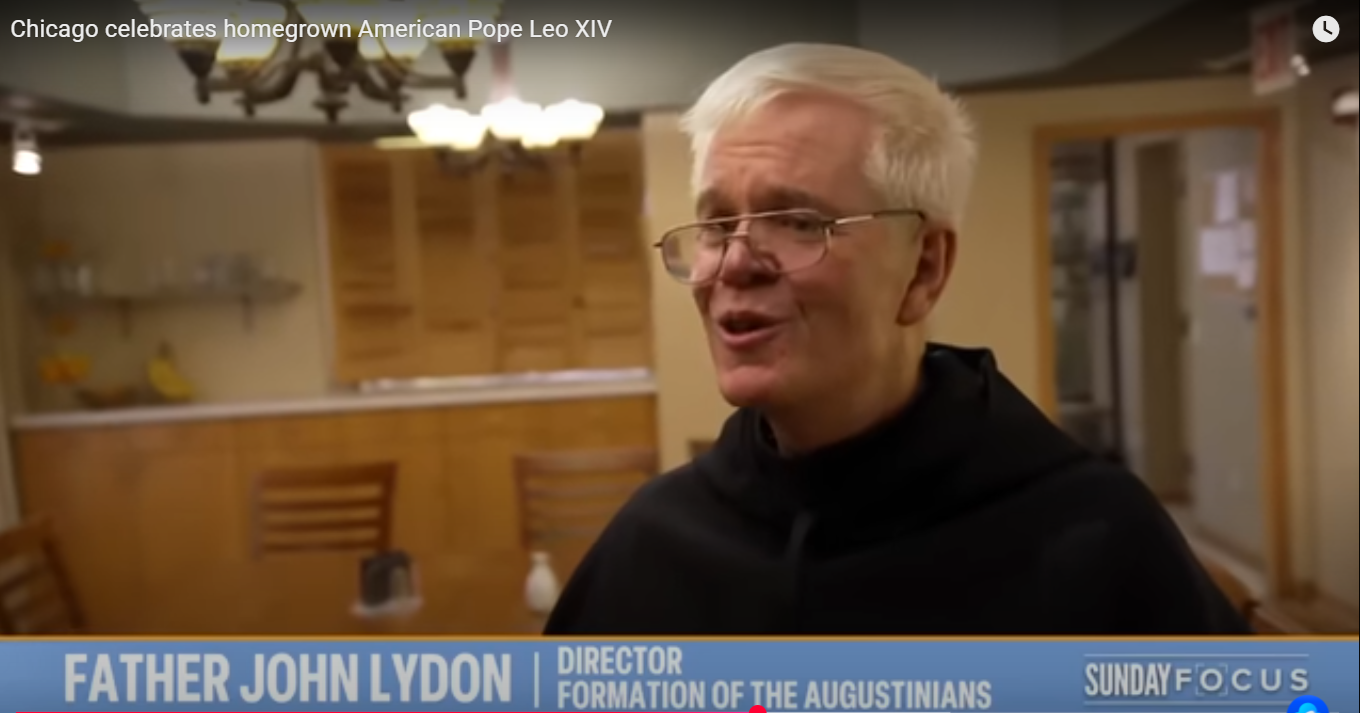 Chicago celebrates homegrown American Pope Leo XIV
FATHER JOHN LYDON
DIRECTOR
FORMATION OF THE AUGUSTINIANS
SUNDAY FOCUS